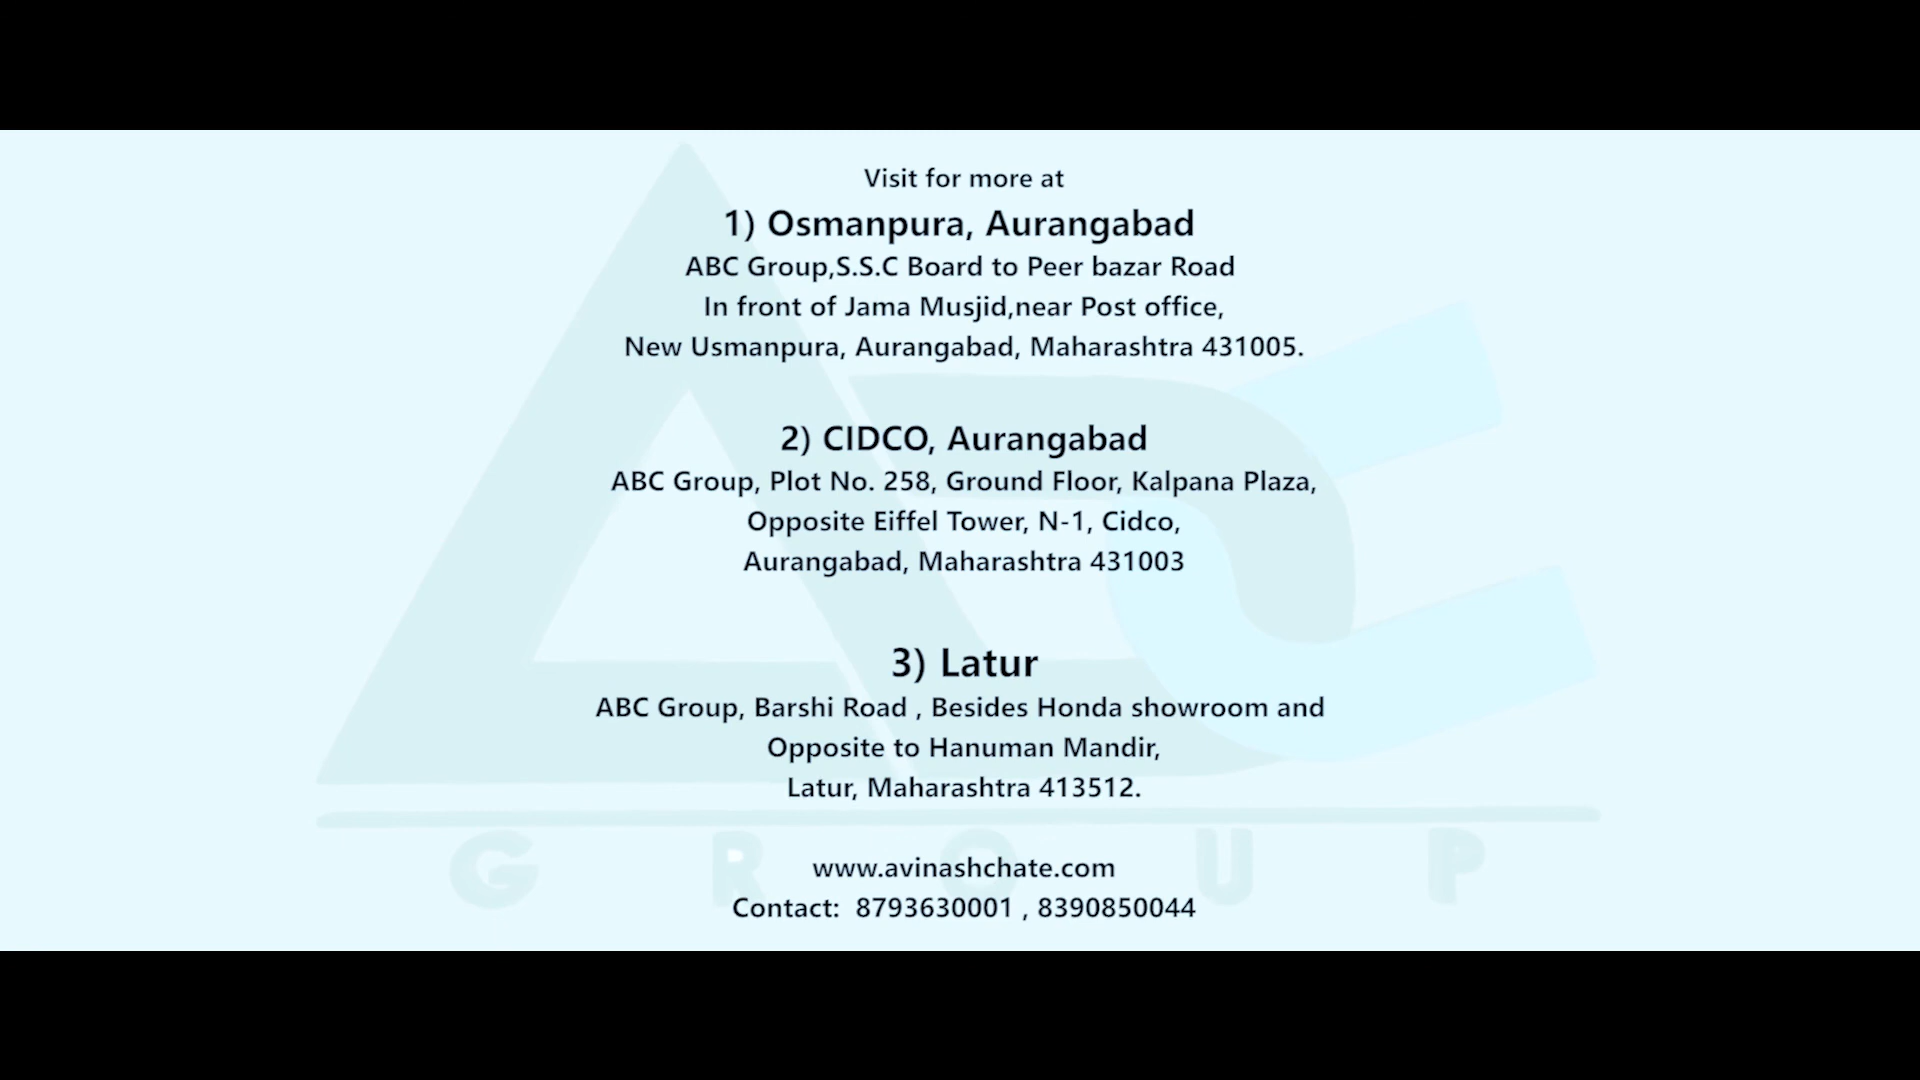 Visit for more at
1) Osmanpura, Aurangabad
ABC Group,S.S.C Board to Peer bazar Road
In front of Jama Musjid,near Post office,
New Usmanpura, Aurangabad, Maharashtra 431005.
2) CIDCO, Aurangabad
ABC Group, Plot No. 258, Ground Floor, Kalpana Plaza,
Opposite Eiffel Tower, N-1, Cidco,
Aurangabad, Maharashtra 431003
3) Latur
ABC Group, Barshi Road , Besides Honda showroom and
Opposite to Hanuman Mandir,
Latur, Maharashtra 413512.
www.avinashchate.com
Contact:  8793630001 , 8390850044
ABC
GROUP